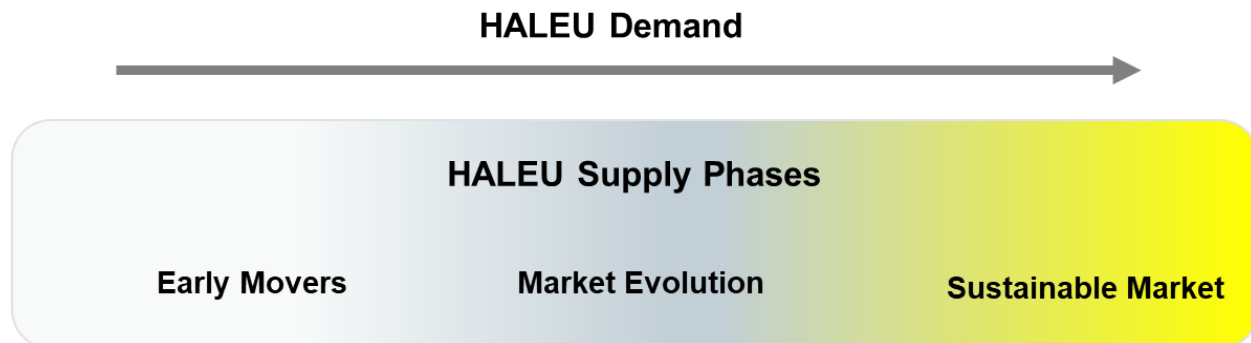 HALEU Demand
HALEU Supply Phases
Early Movers
Market Evolution
Sustainable Market